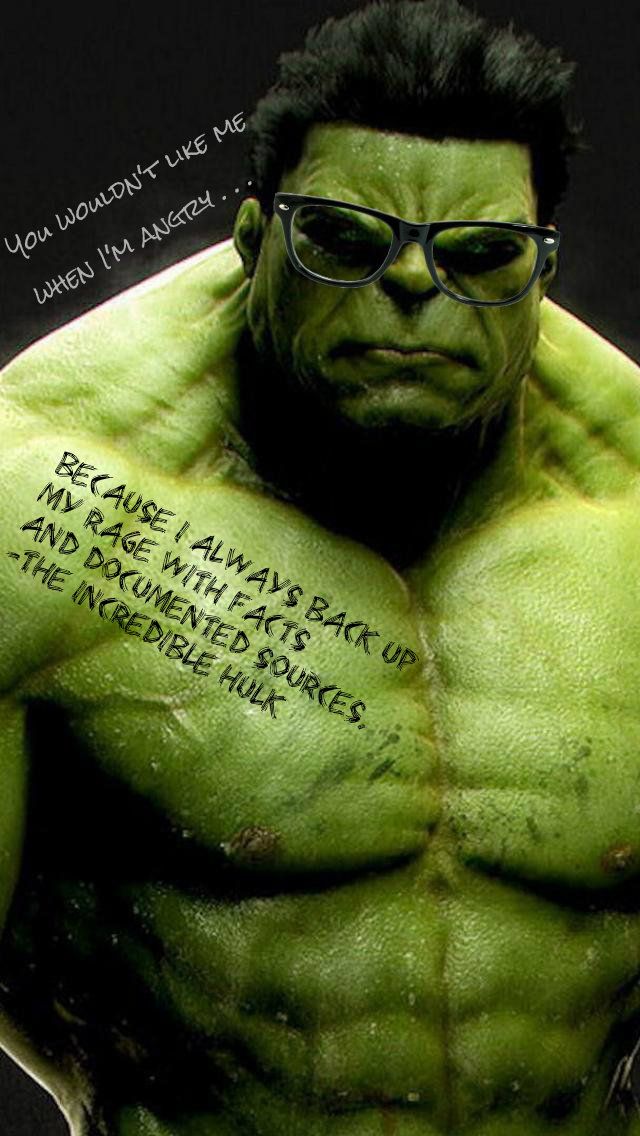 You wouldn't like me
when I'm angry . . .
BECAUSE I ALWAYS BACK UP
MY RAGE WITH FACTS
AND DOCUMENTED SOURCES.
-THE INCREDIBLE HULK